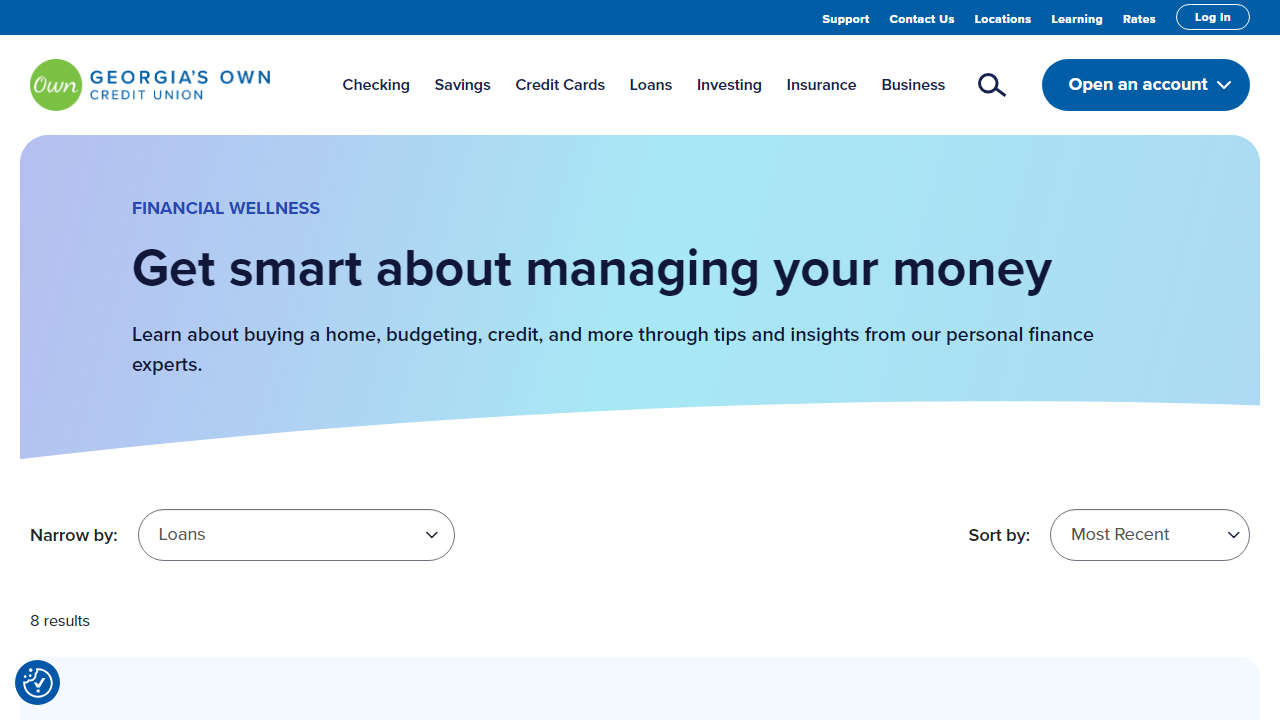 Support Contact Us Locations Learning Rates Log In
Own GEORGIA'S OWN
CREDIT UNION
Checking Savings Credit Cards Loans Investing Insurance Business Open an account
FINANCIAL WELLNESS
Get smart about managing your money
Learn about buying a home, budgeting, credit, and more through tips and insights from our personal finance
experts.
Narrow by: Loans Sort by: Most Recent
8 results